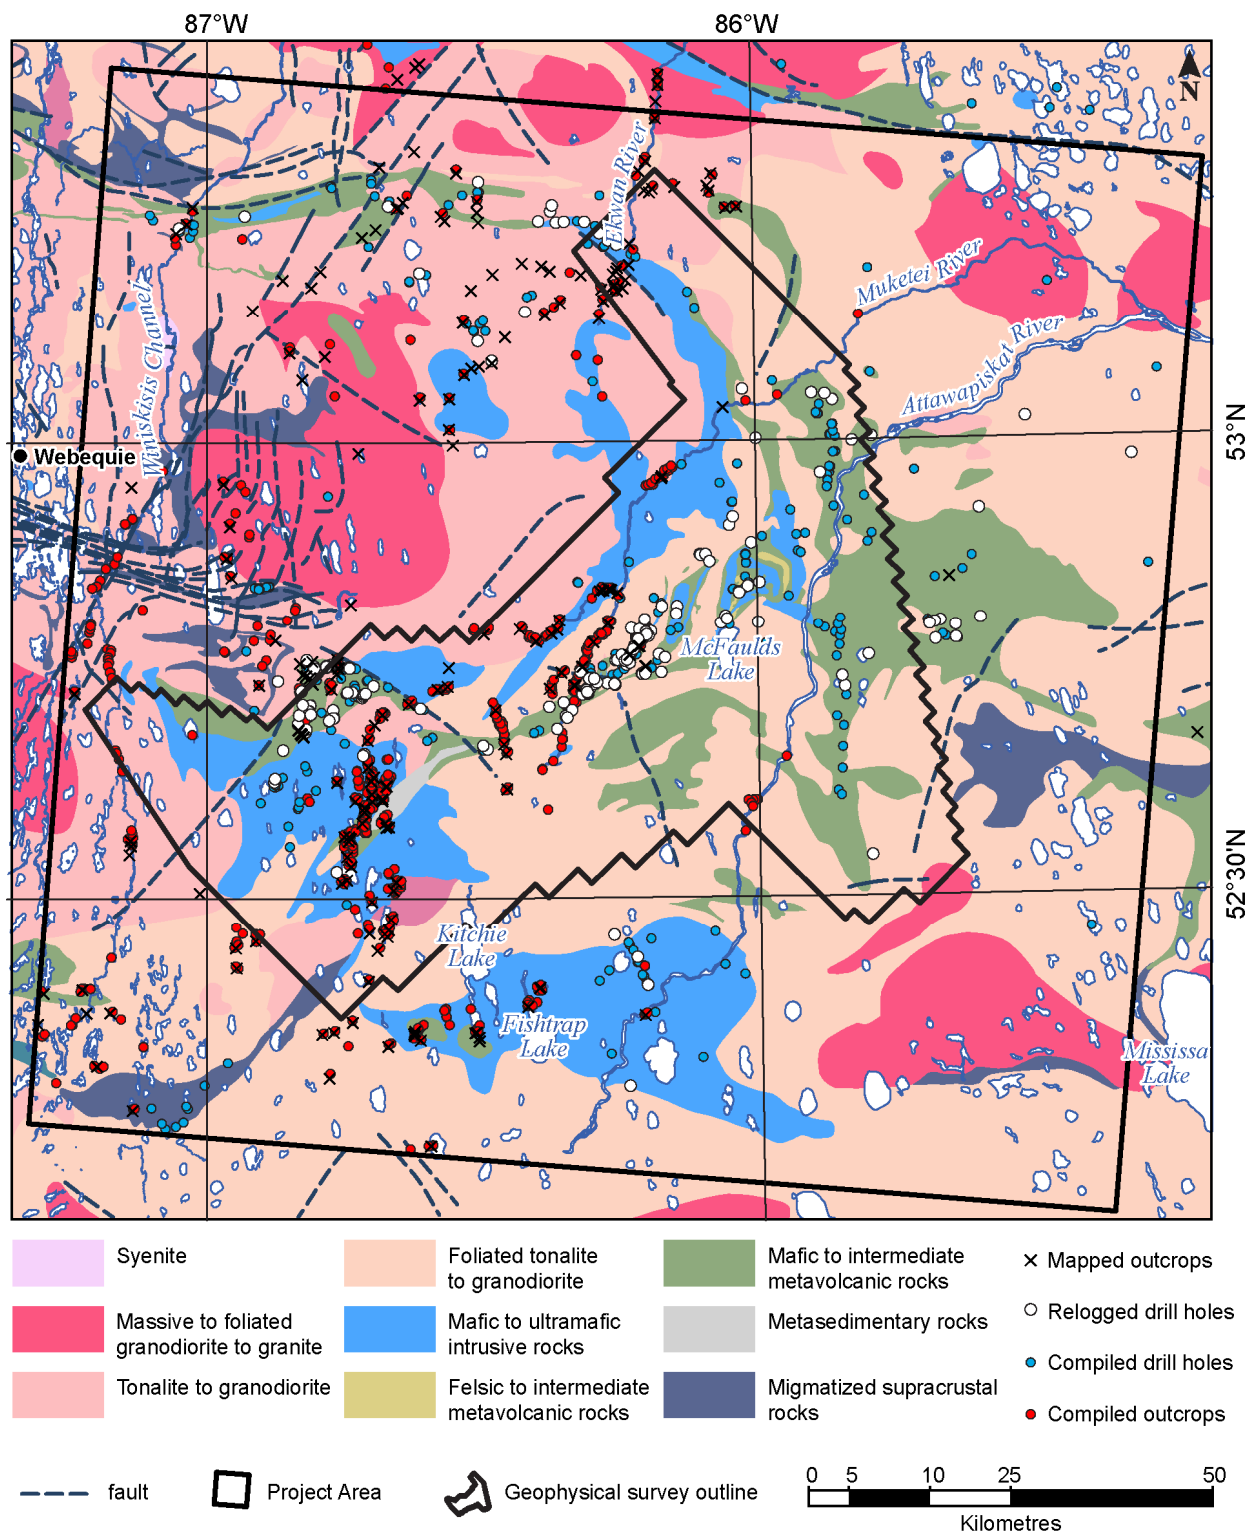 87°W
86°W
N
Ekwan River
Muketei River
Attawapiskat River
Winiskisis Channel
53°N
Webequie
McFaulds
Lake
52°30'N
Kitchie
Lake
Fishtrap
Lake
Mississa
Lake
Syenite
Massive to foliated
granodiorite to granite
Tonalite to granodiorite
Foliated tonalite
to granodiorite
Mafic to ultramafic
intrusive rocks
Felsic to intermediate
metavolcanic rocks
Mafic to intermediate
metavolcanic rocks
Metasedimentary rocks
Migmatized supracrustal
rocks
Mapped outcrops
Relogged drill holes
Compiled drill holes
Compiled outcrops
fault
Project Area
Geophysical survey outline
0 5 10 25 50
Kilometres